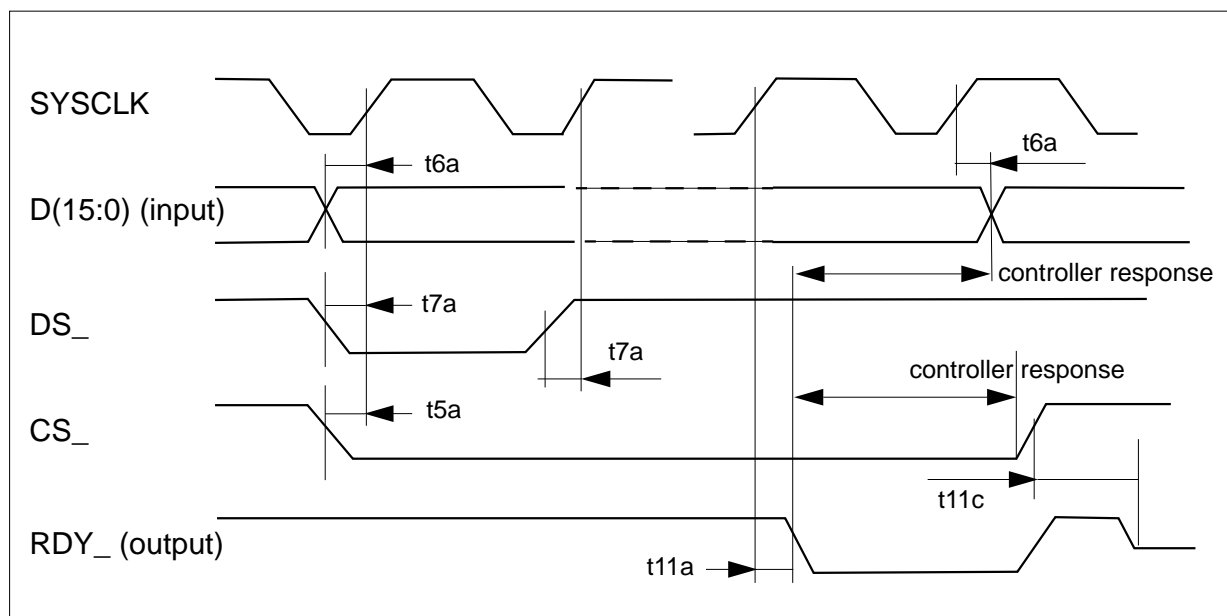 SYSCLK
t6a
t6a
D(15:0) (input)
controller response
t7a
DS_
t7a
controller response
t5a
CS_
t11c
RDY_ (output)
t11a